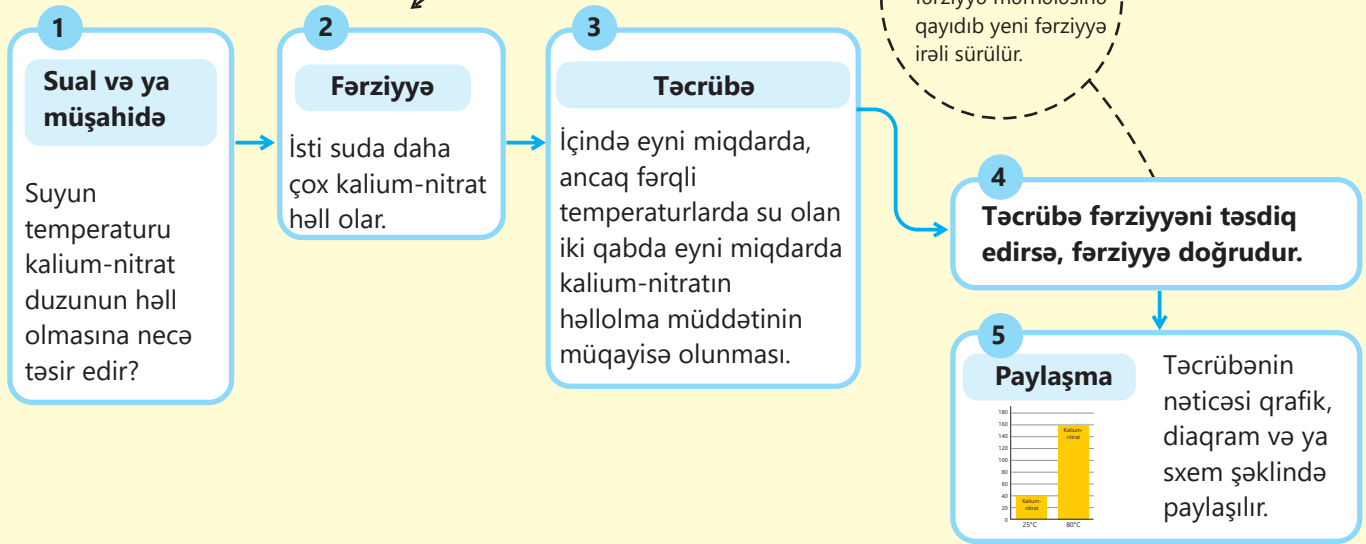 1
Sual və ya
müşahidə
Suyun
temperaturu
kalium-nitrat
duzunun həll
olmasına necə
təsir edir?
2
Fərziyyə
İsti suda daha
çox kalium-nitrat
həll olar.
3
Təcrübə
İçində eyni miqdarda,
ancaq fərqli
temperaturlarda su olan
iki qabda eyni miqdarda
kalium-nitratın
həllolma müddətinin
müqayisə olunması.
qayıdıb yeni fərziyyə
irəli sürülür.
4
Təcrübə fərziyyəni təsdiq
edirsə, fərziyyə doğrudur.
5
Paylaşma
180
160
140
120
100
80
60
40
20
0
Kalium-
nitrat
Kalium-
nitrat
25°C
80°C
Təcrübənin
nəticəsi qrafik,
diaqram və ya
sxem şəklində
paylaşılır.